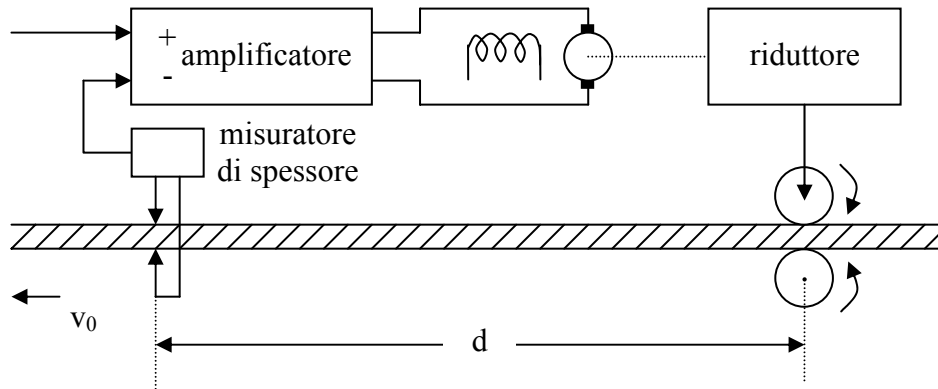 +
amplificatore
-
riduttore
misuratore
di spessore
v₀
d